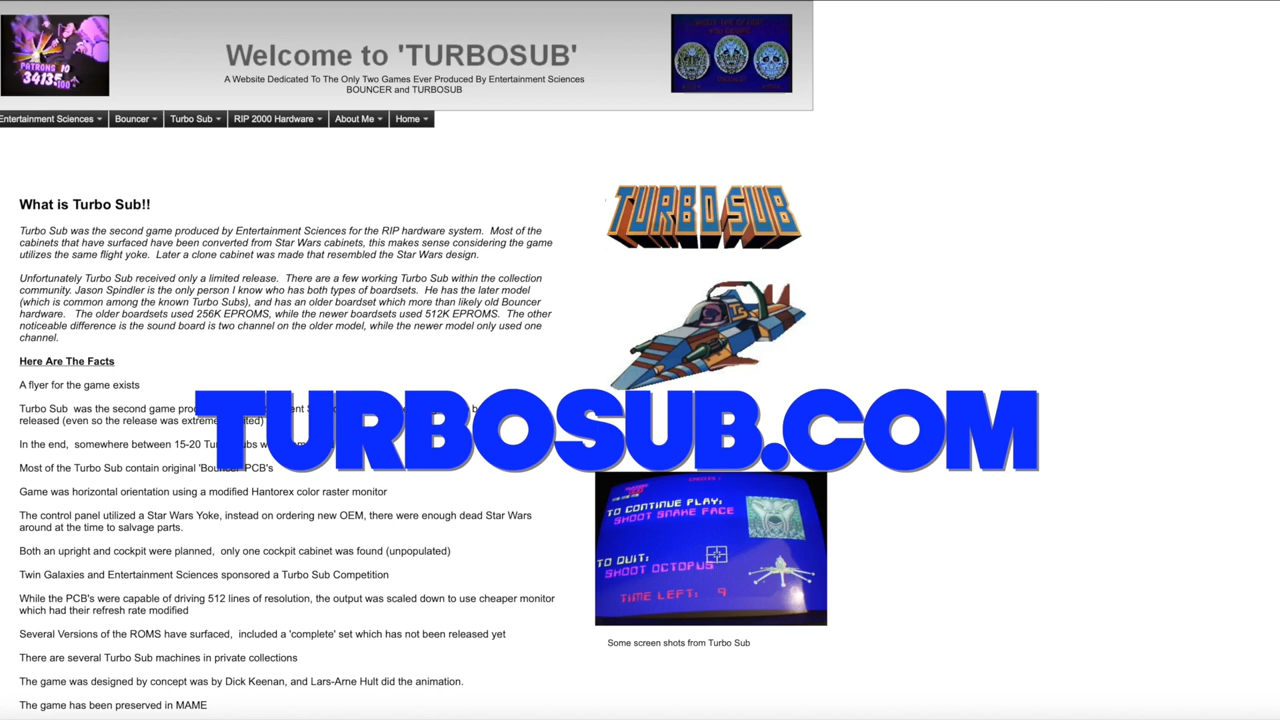 PATRONS 10
34135
100
Welcome to 'TURBOSUB'
A Website Dedicated To The Only Two Games Ever Produced By Entertainment Sciences
BOUNCER and TURBOSUB
Entertainment Sciences
Bouncer
Turbo Sub
RIP 2000 Hardware
About Me
Home
What is Turbo Sub!!
Turbo Sub was the second game produced by Entertainment Sciences for the RIP hardware system. Most of the
cabinets that have surfaced have been converted from Star Wars cabinets, this makes sense considering the game
utilizes the same flight yoke. Later a clone cabinet was made that resembled the Star Wars design.
Unfortunately Turbo Sub received only a limited release. There are a few working Turbo Sub within the collection
community. Jason Spindler is the only person I know who has both types of boardsets. He has the later model
(which is common among the known Turbo Subs), and has an older boardset which more than likely old Bouncer
hardware. The older boardsets used 256K EPROMS, while the newer boardsets used 512K EPROMS. The other
noticeable difference is the sound board is two channel on the older model, while the newer model only used one
channel.
Here Are The Facts
A flyer for the game exists
Turbo Sub was the second game
released (even so the release was
In the end, somewhere between 15-20
Most of the Turbo Sub contain original PCB's
Game was horizontal orientation using a modified Hantorex color raster monitor
The control panel utilized a Star Wars Yoke, instead on ordering new OEM, there were enough dead Star Wars
around at the time to salvage parts.
Both an upright and cockpit were planned, only one cockpit cabinet was found (unpopulated)
Twin Galaxies and Entertainment Sciences sponsored a Turbo Sub Competition
While the PCB's were capable of driving 512 lines of resolution, the output was scaled down to use cheaper monitor
which had their refresh rate modified
Several Versions of the ROMS have surfaced, included a 'complete' set which has not been released yet
There are several Turbo Sub machines in private collections
The game was designed by concept was by Dick Keenan, and Lars-Arne Hult did the animation.
The game has been preserved in MAME
TURBO SUB
TS
TURBOSUB.COM
TO CONTINUE PLAY:
SHOOT SNAKE FACE
TO QUIT:
SHOOT OCTOPUS
TIME LEFT: 9
Some screen shots from Turbo Sub